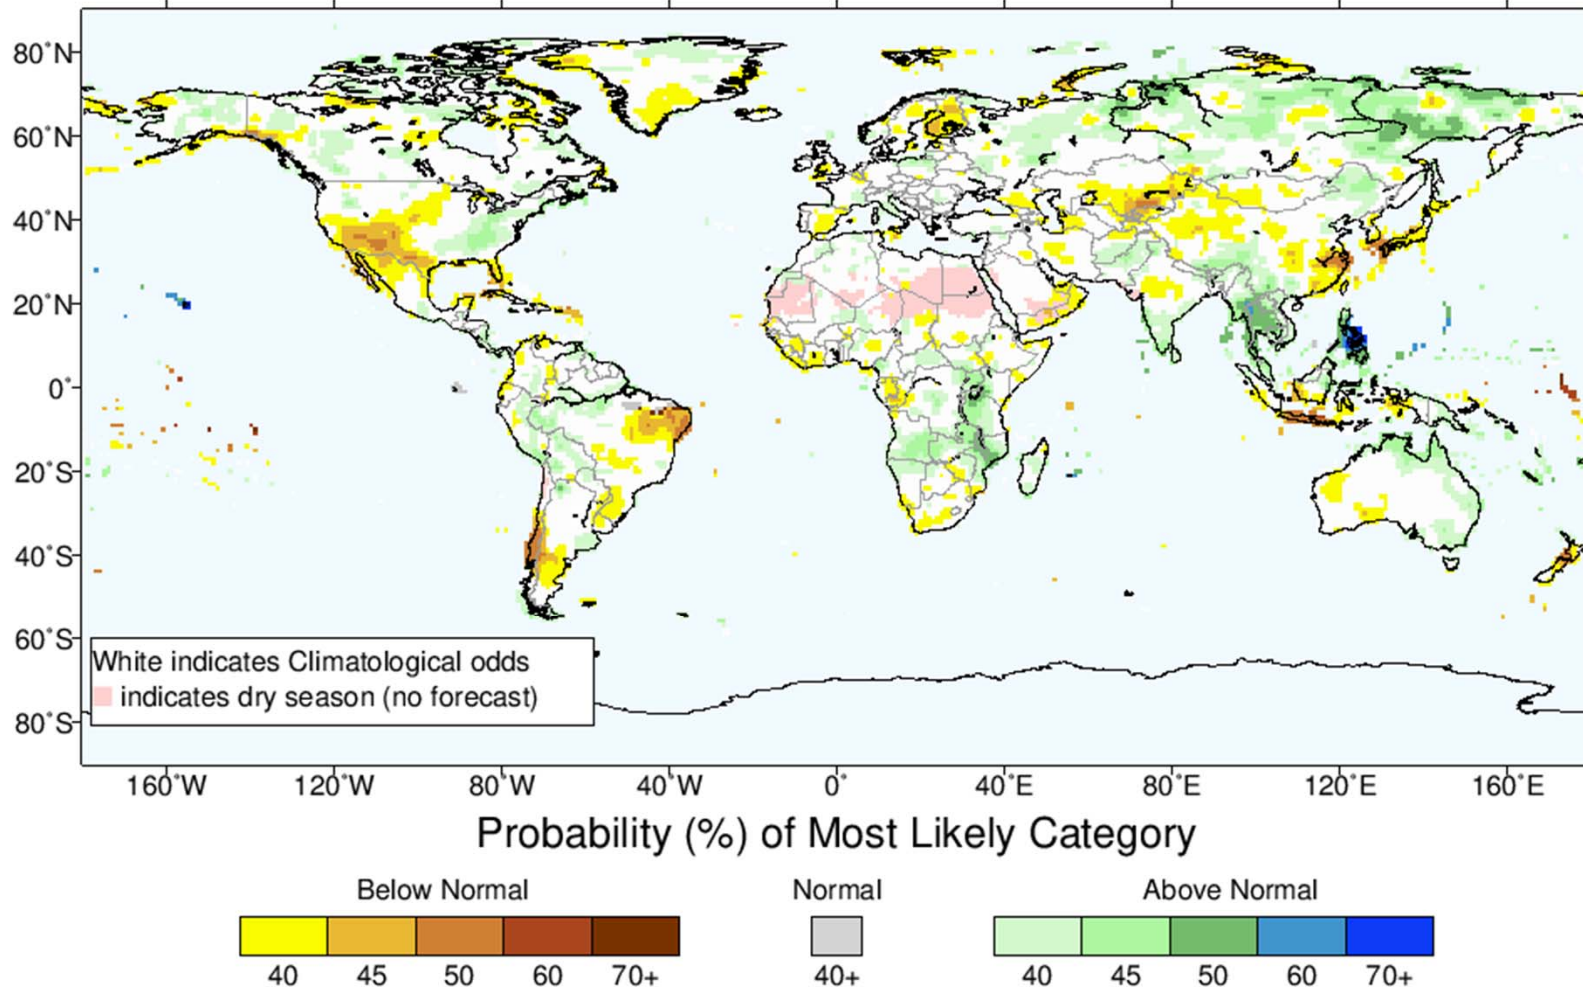 80°N
60°N
40°N
20°N
0°
20°S
40°S
60°S
80°S
White indicates Climatological odds
indicates dry season (no forecast)
160°W 120°W 80°W 40°W 0° 40°E 80°E 120°E 160°E
Probability (%) of Most Likely Category
Below Normal Normal Above Normal
40 45 50 60 70+ 40+ 40 45 50 60 70+